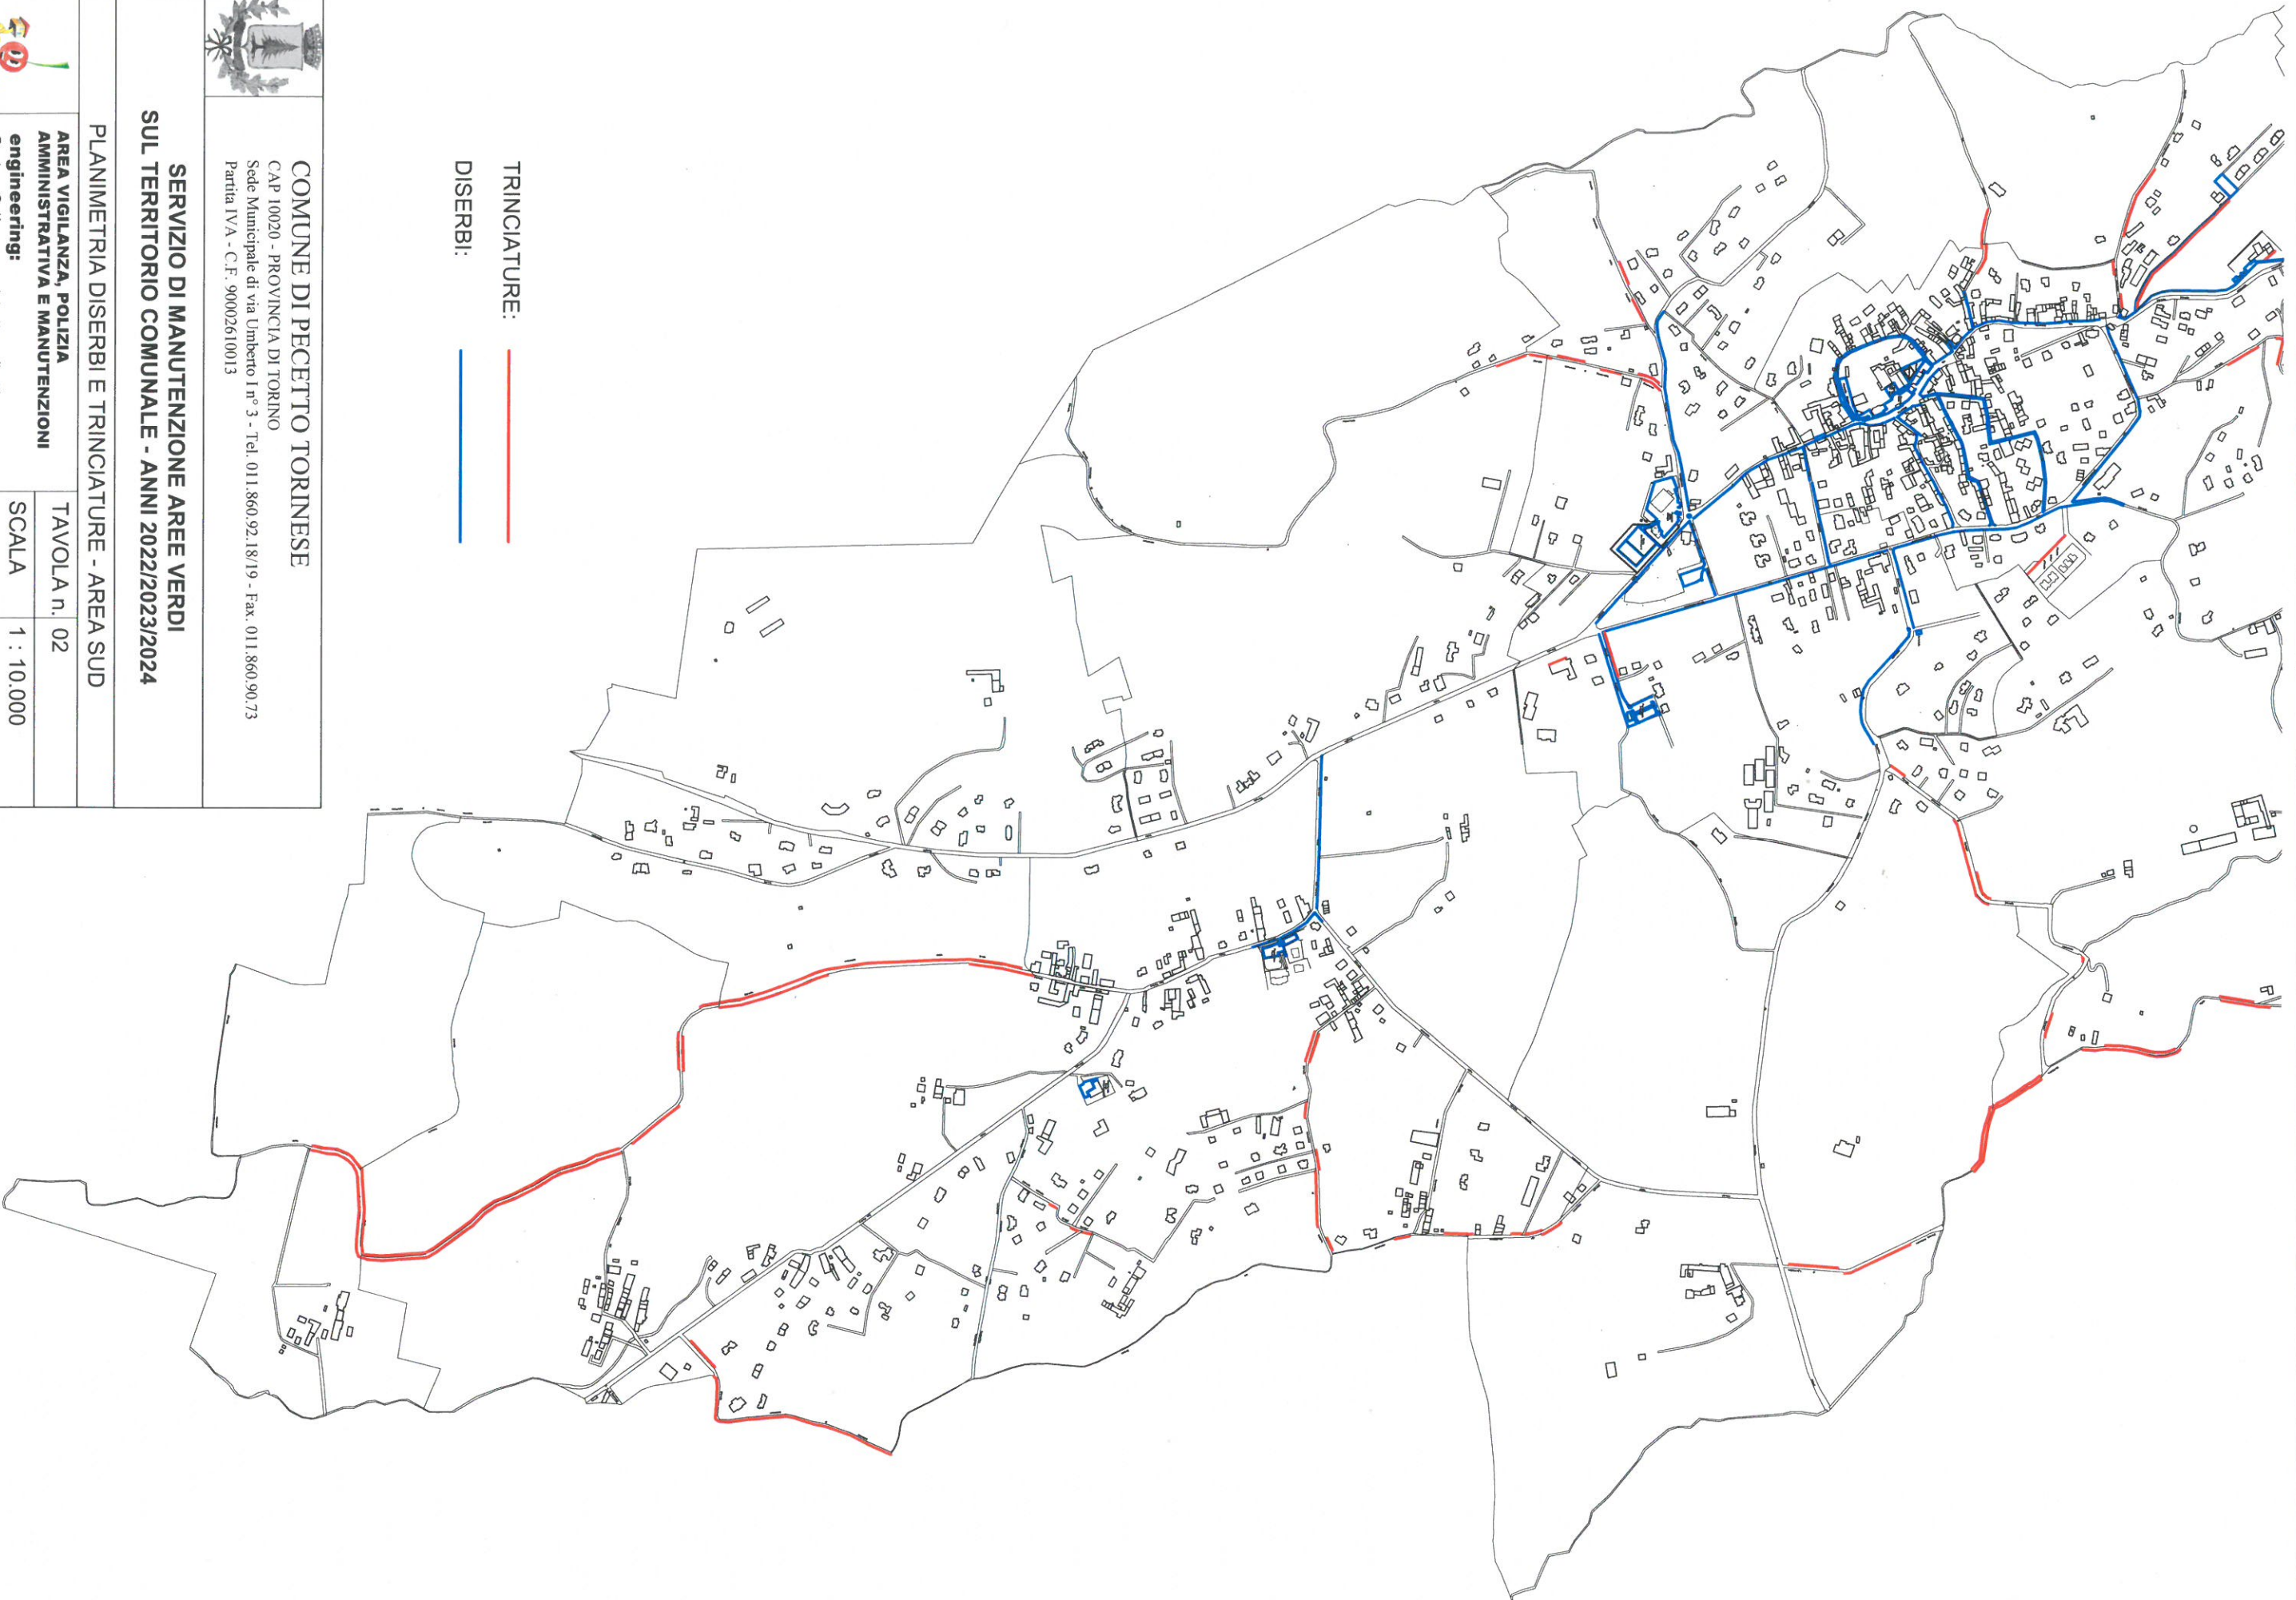 COMUNE DI PECETTO TORINESE
CAP 10020 - PROVINCIA DI TORINO
Sede Municipale di via Umberto I n° 3 - Tel. 011.860.92.18/19 - Fax. 011.860.90.73
Partita IVA - C.F. 90002610013
SERVIZIO DI MANUTENZIONE AREE VERDI
SUL TERRITORIO COMUNALE - ANNI 2022/2023/2024
PLANIMETRIA DISERBI E TRINCIATURE - AREA SUD
AREA VIGILANZA, POLIZIA
AMMINISTRATIVA E MANUTENZIONI
TAVOLA n. 02
engineering:
SCALA 1 : 10.000
TRINCIATURE:
DISERBI: